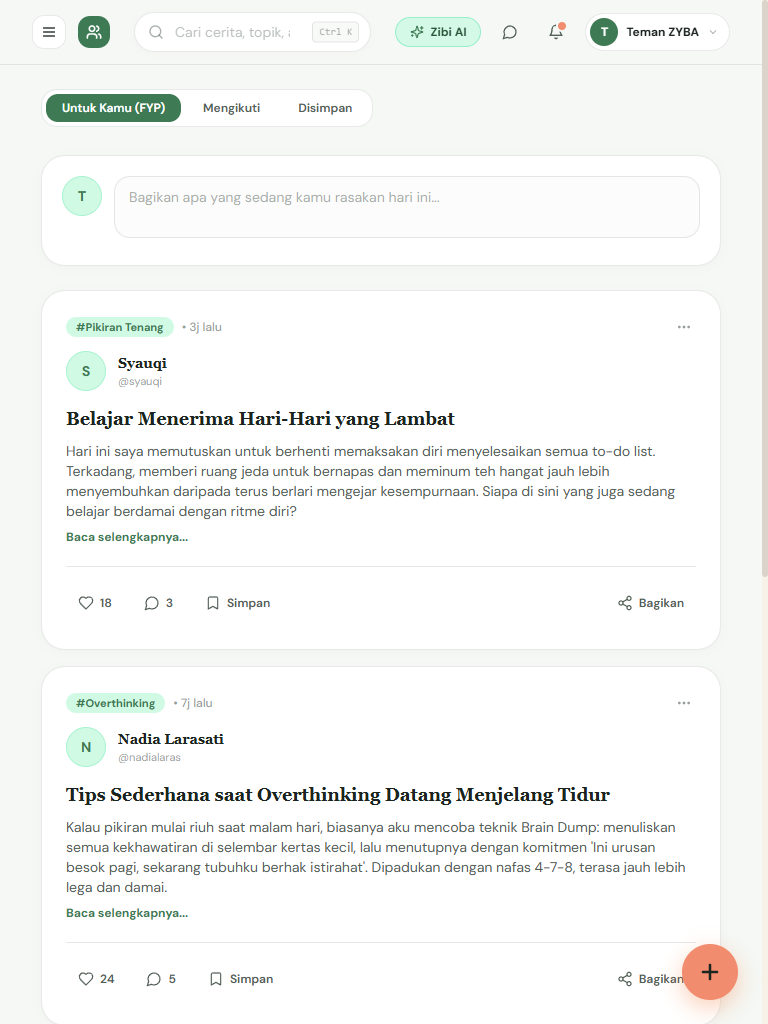 Cari cerita, topik, a
Ctrl K
Zibi AI
T
Teman ZYBA
Untuk Kamu (FYP)
Mengikuti
Disimpan
T
Bagikan apa yang sedang kamu rasakan hari ini...
#Pikiran Tenang
• 3j lalu
S
Syauqi
@syauqi
Belajar Menerima Hari-Hari yang Lambat
Hari ini saya memutuskan untuk berhenti memaksakan diri menyelesaikan semua to-do list.
Terkadang, memberi ruang jeda untuk bernapas dan meminum teh hangat jauh lebih
menyembuhkan daripada terus berlari mengejar kesempurnaan. Siapa di sini yang juga sedang
belajar berdamai dengan ritme diri?
Baca selengkapnya...
18
3
Simpan
Bagikan
#Overthinking
• 7j lalu
N
Nadia Larasati
@nadialaras
Tips Sederhana saat Overthinking Datang Menjelang Tidur
Kalau pikiran mulai riuh saat malam hari, biasanya aku mencoba teknik Brain Dump: menuliskan
semua kekhawatiran di selembar kertas kecil, lalu menutupnya dengan komitmen 'Ini urusan
besok pagi, sekarang tubuhku berhak istirahat'. Dipadukan dengan nafas 4-7-8, terasa jauh lebih
lega dan damai.
Baca selengkapnya...
24
5
Simpan
Bagikan